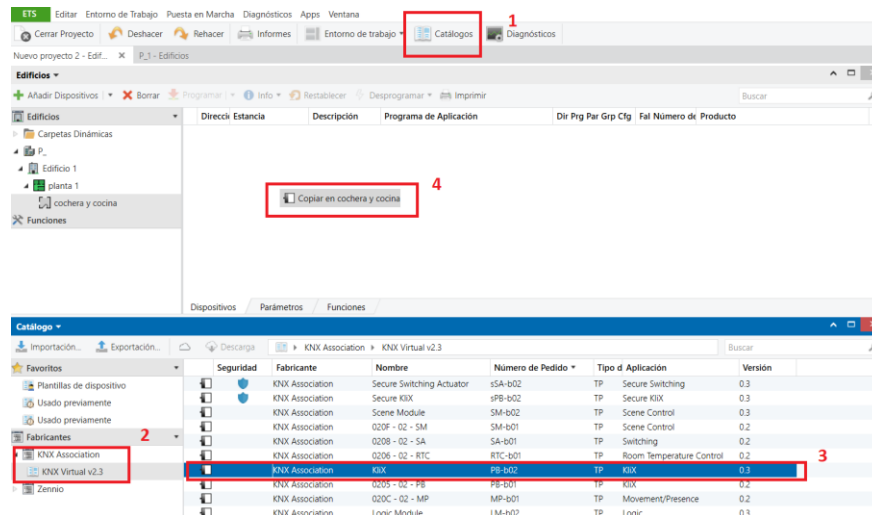 ETS Editar Entorno de Trabajo Puesta en Marcha Diagnósticos Apps Ventana
1
Cerrar Proyecto Deshacer Rehacer Informes Entorno de trabajo Catálogos Diagnósticos
Nuevo proyecto 2 - Edif... P_1 - Edificios
Edificios
Añadir Dispositivos Borrar Programar Info Restablecer Desprogramar Imprimir Buscar
Edificios Direcció Estancia Descripción Programa de Aplicación Dir Prg Par Grp Cfg Fal Número de Producto
Carpetas Dinámicas
P_
Edificio 1
planta 1
4
Copiar en cochera y cocina
cochera y cocina
Funciones
Dispositivos Parámetros Funciones
Catálogo
Importación... Exportación... Descarga KNX Association KNX Virtual v2.3 Buscar
Favoritos Seguridad Fabricante Nombre Número de Pedido Tipo d Aplicación Versión
Plantillas de dispositivo KNX Association Secure Switching Actuator sSA-b02 TP Secure Switching 0.3
Usado previamente KNX Association Secure KliX sPB-b02 TP Secure KliX 0.3
KNX Association Scene Module SM-b02 TP Scene Control 0.3
Usado previamente KNX Association 020F - 02 - SM SM-b01 TP Scene Control 0.2
Fabricantes 2 KNX Association 0208 - 02 - SA SA-b01 TP Switching 0.2
KNX Association KNX Association 0206 - 02 - RTC RTC-b01 TP Room Temperature Control 0.2
3
KNX Virtual v2.3 KNX Association KliX PB-b02 TP KliX 0.3
Zennio KNX Association 0205 - 02 - PB PB-b01 TP KliX 0.2
KNX Association 020C - 02 - MP MP-b01 TP Movement/Presence 0.2
KNX Association Logic Module LM-b02 TP Logic 0.3